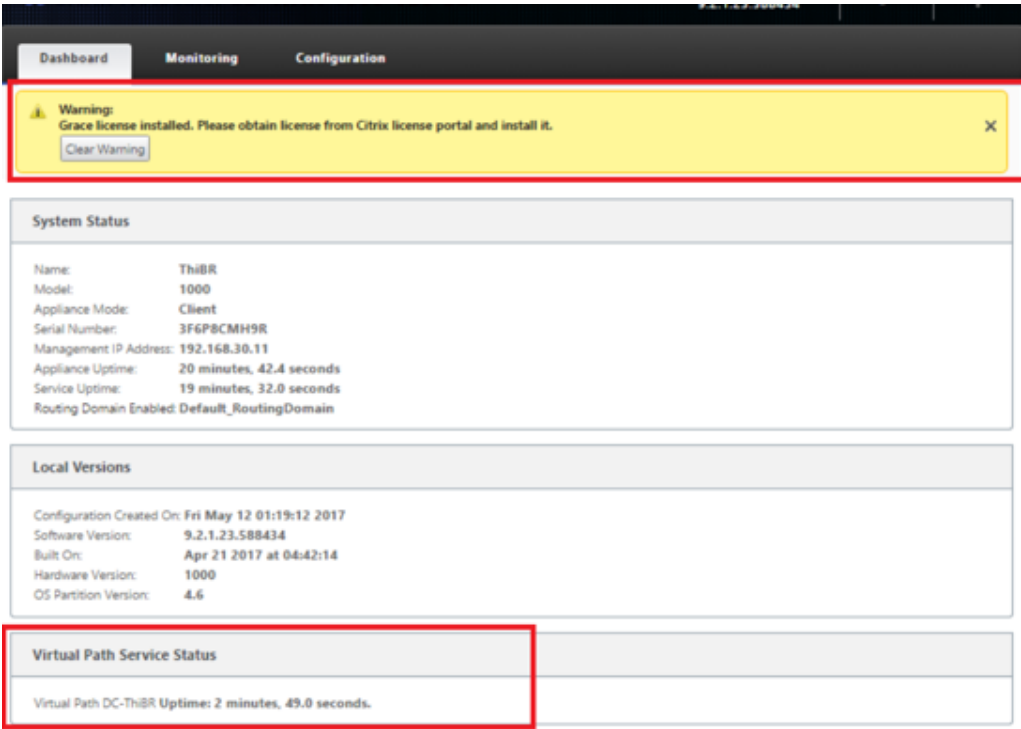 9.2.1.23.588434
Dashboard Monitoring Configuration
Warning:
Grace license installed. Please obtain license from Citrix license portal and install it.
Clear Warning
System Status
Name: ThiBR
Model: 1000
Appliance Mode: Client
Serial Number: 3F6P8CMH9R
Management IP Address: 192.168.30.11
Appliance Uptime: 20 minutes, 42.4 seconds
Service Uptime: 19 minutes, 32.0 seconds
Routing Domain Enabled: Default_RoutingDomain
Local Versions
Configuration Created On: Fri May 12 01:19:12 2017
Software Version: 9.2.1.23.588434
Built On: Apr 21 2017 at 04:42:14
Hardware Version: 1000
OS Partition Version: 4.6
Virtual Path Service Status
Virtual Path DC-ThiBR Uptime: 2 minutes, 49.0 seconds.